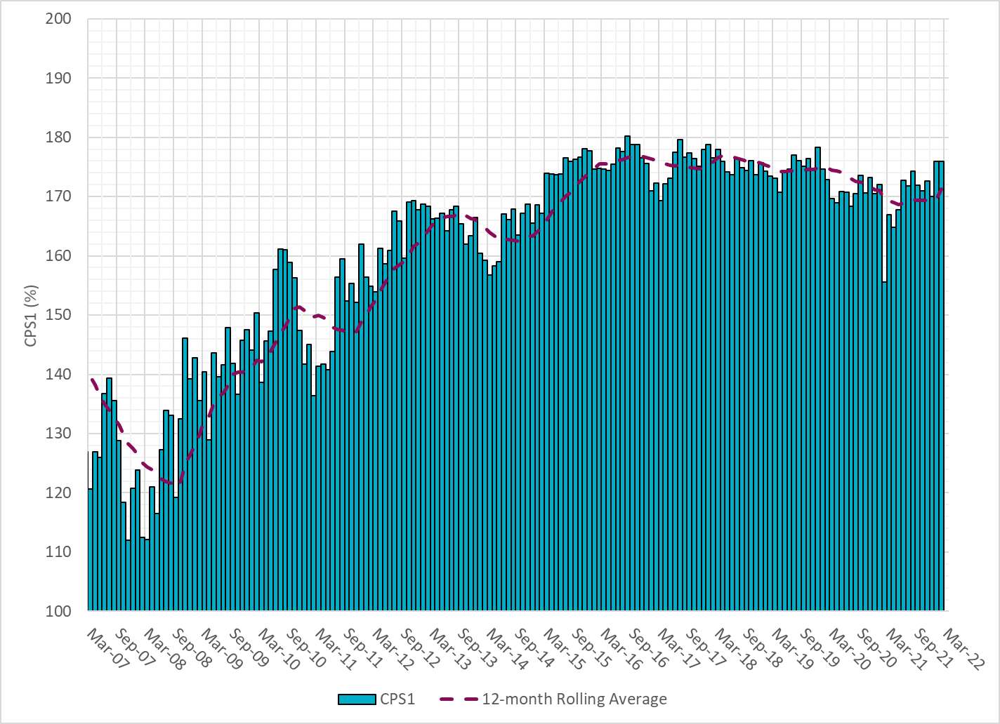 200
190
180
170
160
150
140
130
120
110
100
CPS1 (%)
Mar-07
Sep-07
Mar-08
Sep-08
Mar-09
Sep-09
Mar-10
Sep-10
Mar-11
Sep-11
Mar-12
Sep-12
Mar-13
Sep-13
Mar-14
Sep-14
Mar-15
Sep-15
Mar-16
Sep-16
Mar-17
Sep-17
Mar-18
Sep-18
Mar-19
Sep-19
Mar-20
Sep-20
Mar-21
Sep-21
Mar-22
CPS1
12-month Rolling Average